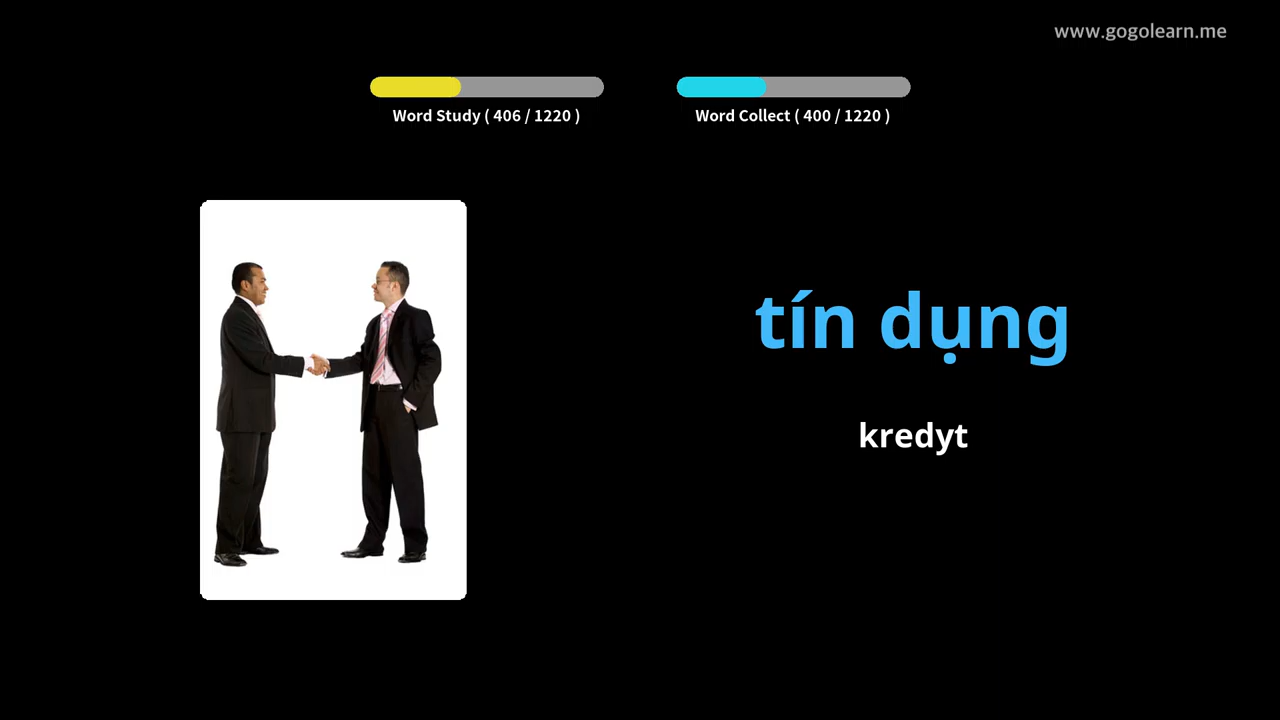 www.gogolearn.me
Word Study ( 406 / 1220 )
Word Collect ( 400 / 1220 )
tín dụng
kredyt